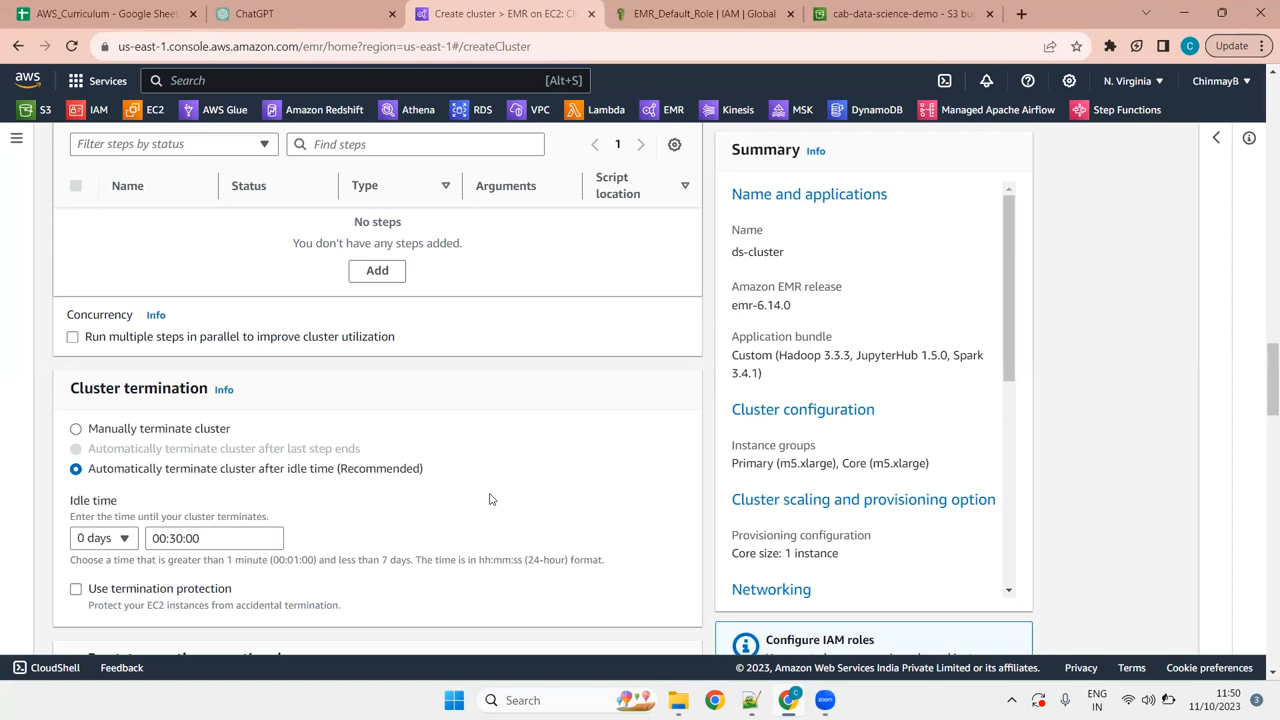 AWS_Curriculum - Google Sheet
ChatGPT
Create cluster > EMR on EC2: Cl
EMR_Default_Role | IAM | Global
cab-data-science-demo - S3 buc
us-east-1.console.aws.amazon.com/emr/home?region=us-east-1#/createCluster
C
Update
aws
Services
Search
[Alt+S]
N. Virginia
ChinmayB
S3
IAM
EC2
AWS Glue
Amazon Redshift
Athena
RDS
VPC
Lambda
EMR
Kinesis
MSK
DynamoDB
Managed Apache Airflow
Step Functions
Filter steps by status
Find steps
1
Name
Status
Type
Arguments
Script
location
No steps
You don't have any steps added.
Add
Concurrency Info
Run multiple steps in parallel to improve cluster utilization
Cluster termination Info
Manually terminate cluster
Automatically terminate cluster after last step ends
Automatically terminate cluster after idle time (Recommended)
Idle time
Enter the time until your cluster terminates.
0 days
00:30:00
Choose a time that is greater than 1 minute (00:01:00) and less than 7 days. The time is in hh:mm:ss (24-hour) format.
Use termination protection
Protect your EC2 instances from accidental termination.
Summary Info
Name and applications
Name
ds-cluster
Amazon EMR release
emr-6.14.0
Application bundle
Custom (Hadoop 3.3.3, JupyterHub 1.5.0, Spark
3.4.1)
Cluster configuration
Instance groups
Primary (m5.xlarge), Core (m5.xlarge)
Cluster scaling and provisioning option
Provisioning configuration
Core size: 1 instance
Networking
Configure IAM roles
CloudShell
Feedback
© 2023, Amazon Web Services India Private Limited or its affiliates.
Privacy
Terms
Cookie preferences
Search
ENG
IN
11:50
11/10/2023
3